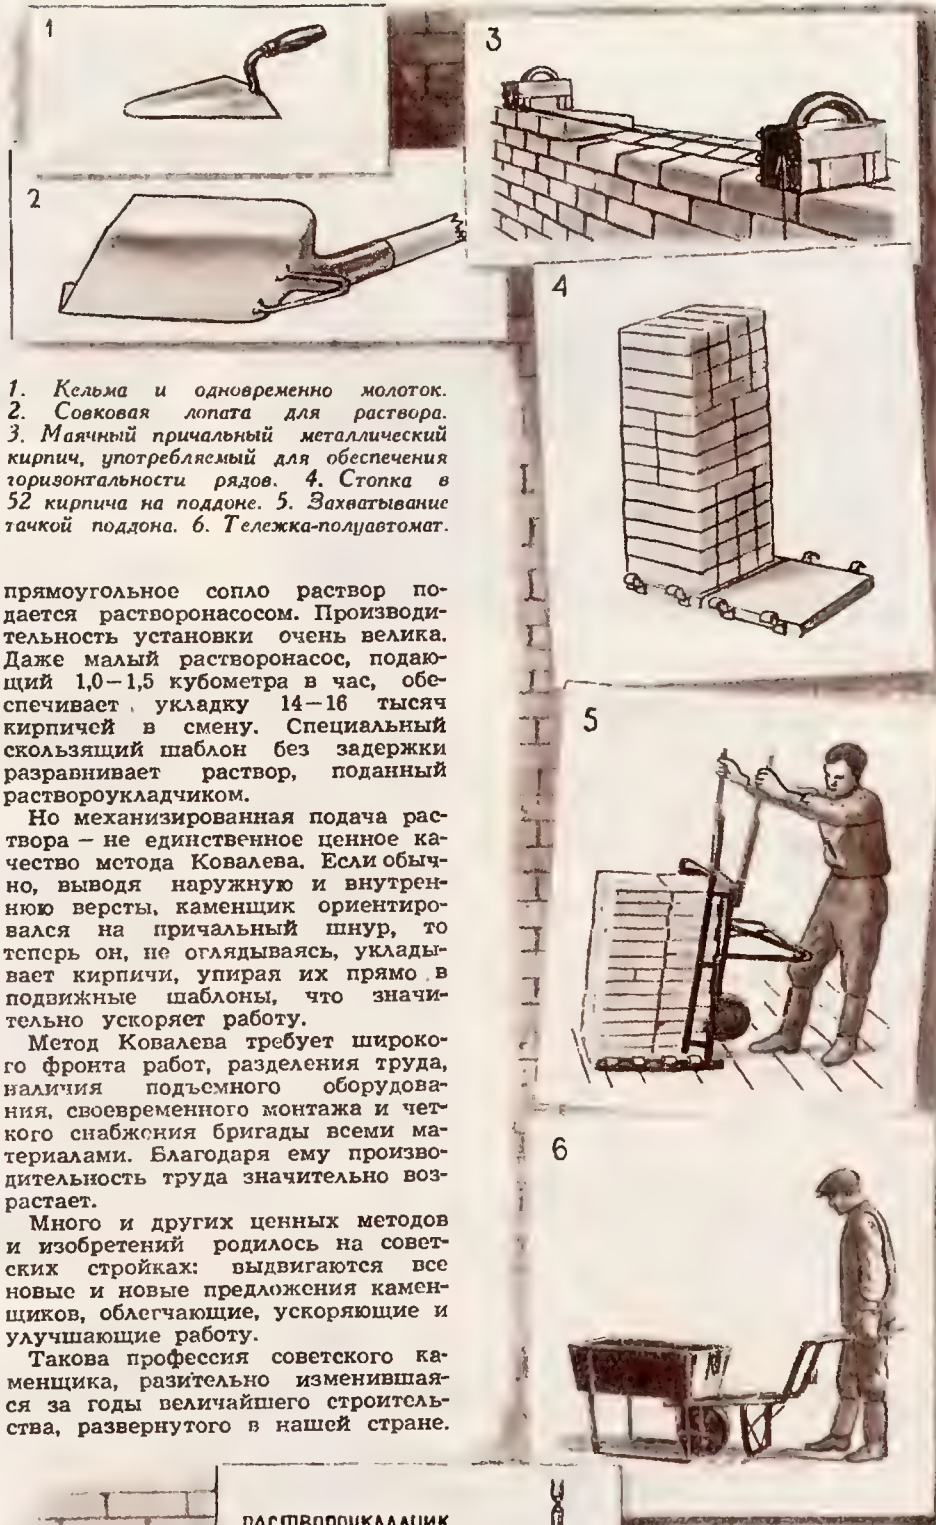 1
2
3
4
1. Кельма и одновременно молоток.
2. Совковая лопата для раствора.
3. Маячный причальный металлический
кирпич, употребляемый для обеспечения
горизонтальности рядов. 4. Стопка в
52 кирпича на поддоне. 5. Захватывание
тачкой поддона. 6. Тележка-полуавтомат.
5
6
прямоугольное сопло раствор по-
дается растворонасосом. Производи-
тельность установки очень велика.
Даже малый растворонасос, подаю-
щий 1,0—1,5 кубометра в час, обе-
спечивает укладку 14—16 тысяч
кирпичей в смену. Специальный
скользящий шаблон без задержки
разравнивает раствор, поданный
раствороукладчиком.
Но механизированная подача рас-
твора — не единственное ценное ка-
чество метода Ковалева. Если обыч-
но, выводя наружную и внутрен-
нюю версты, каменщик ориентиро-
вался на причальный шнур, то
теперь он, не оглядываясь, уклады-
вает кирпичи, упирая их прямо в
подвижные шаблоны, что значи-
тельно ускоряет работу.
Метод Ковалева требует широко-
го фронта работ, разделения труда,
наличия подъемного оборудова-
ния, своевременного монтажа и чет-
кого снабжения бригады всеми ма-
териалами. Благодаря ему произво-
дительность труда значительно воз-
растает.
Много и других ценных методов
и изобретений родилось на совет-
ских стройках: выдвигаются все
новые и новые предложения камен-
щиков, облегчающие, ускоряющие и
улучшающие работу.
Такова профессия советского ка-
менщика, разительно изменившая-
ся за годы величайшего строитель-
ства, развернутого в нашей стране.
РАСТВОРОУКЛАДЧИК